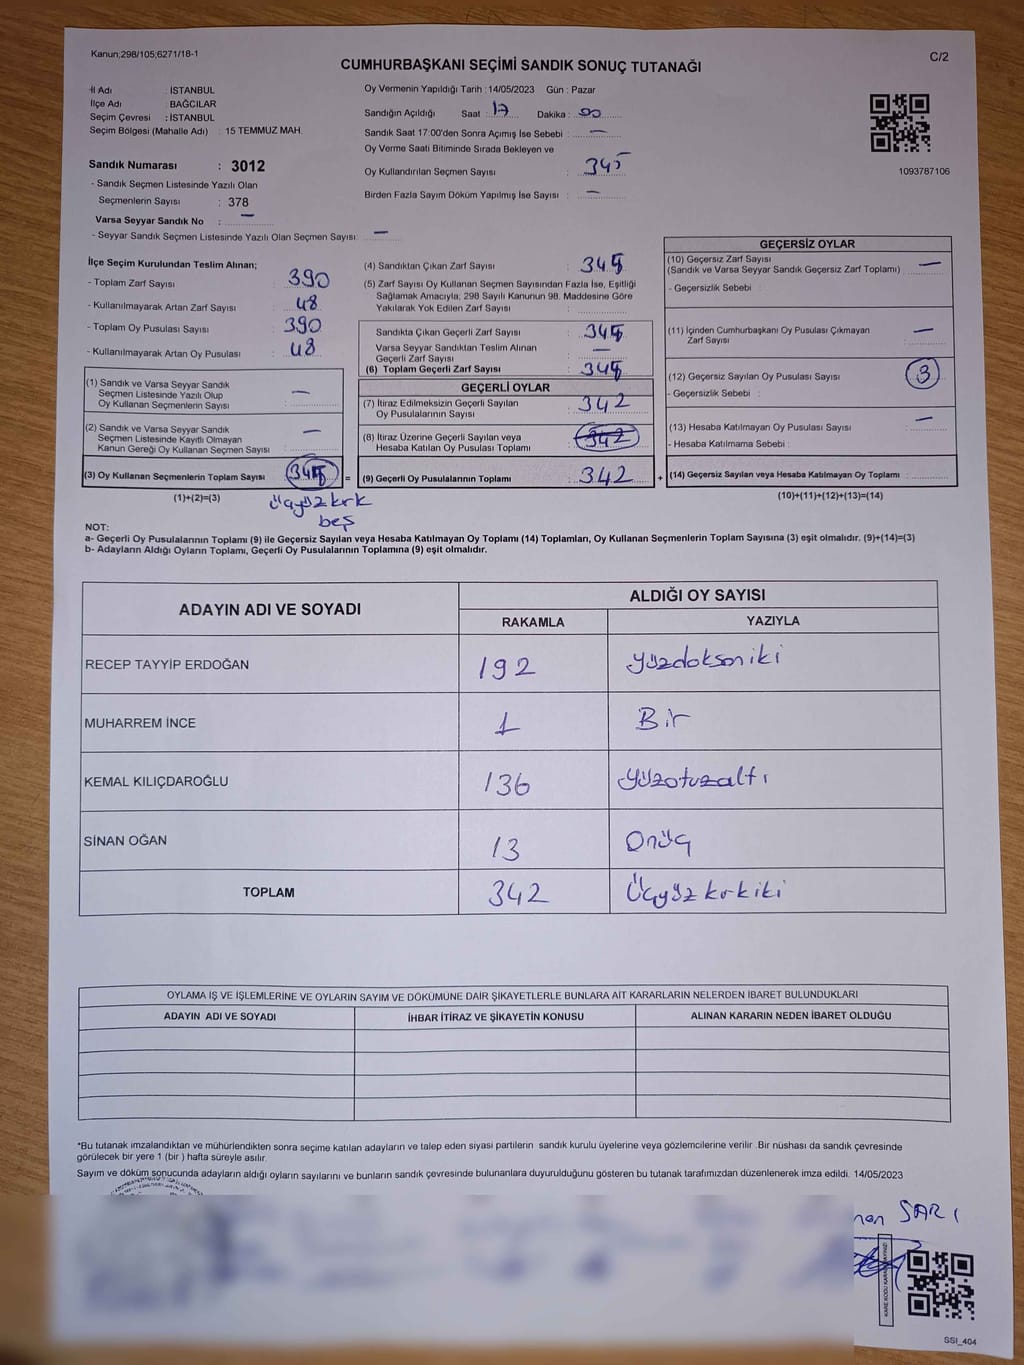 Kanun;298/105;6271/18-1
C/2
CUMHURBAŞKANI SEÇİMİ SANDIK SONUÇ TUTANAĞI
İl Adı : İSTANBUL
İlçe Adı : BAĞCILAR
Seçim Çevresi : İSTANBUL
Seçim Bölgesi (Mahalle Adı) : 15 TEMMUZ MAH.
Sandık Numarası : 3012
- Sandık Seçmen Listesinde Yazılı Olan
Seçmenlerin Sayısı : 378
Varsa Seyyar Sandık No : —
- Seyyar Sandık Seçmen Listesinde Yazılı Olan Seçmen Sayısı: —
Oy Vermenin Yapıldığı Tarih : 14/05/2023 Gün : Pazar
Sandığın Açıldığı Saat : 17 Dakika : 00
Sandık Saat 17:00'den Sonra Açımış İse Sebebi : —
Oy Verme Saati Bitiminde Sırada Bekleyen ve
Oy Kullandırılan Seçmen Sayısı : 345
Birden Fazla Sayım Döküm Yapılmış İse Sayısı : —
1093787106
İlçe Seçim Kurulundan Teslim Alınan;
- Toplam Zarf Sayısı : 390
- Kullanılmayarak Artan Zarf Sayısı : 48
- Toplam Oy Pusulası Sayısı : 390
- Kullanılmayarak Artan Oy Pusulası : 48
(1) Sandık ve Varsa Seyyar Sandık
Seçmen Listesinde Yazılı Olup
Oy Kullanan Seçmenlerin Sayısı : —
(2) Sandık ve Varsa Seyyar Sandık
Seçmen Listesinde Kayıtlı Olmayan
Kanun Gereği Oy Kullanan Seçmen Sayısı : —
(3) Oy Kullanan Seçmenlerin Toplam Sayısı : 345 =
(1)+(2)=(3)
üçyüzkrk
beş
(4) Sandıktan Çıkan Zarf Sayısı : 345
(5) Zarf Sayısı Oy Kullanan Seçmen Sayısından Fazla İse, Eşitliği
Sağlamak Amacıyla; 298 Sayılı Kanunun 98. Maddesine Göre
Yakılarak Yok Edilen Zarf Sayısı :
Sandıkta Çıkan Geçerli Zarf Sayısı : 345
Varsa Seyyar Sandıktan Teslim Alınan
Geçerli Zarf Sayısı : —
(6) Toplam Geçerli Zarf Sayısı : 345
GEÇERLİ OYLAR
(7) İtiraz Edilmeksizin Geçerli Sayılan
Oy Pusulalarının Sayısı : 342
(8) İtiraz Üzerine Geçerli Sayılan veya
Hesaba Katılan Oy Pusulası Toplamı : 342
(9) Geçerli Oy Pusulalarının Toplamı : 342 +
GEÇERSİZ OYLAR
(10) Geçersiz Zarf Sayısı
(Sandık ve Varsa Seyyar Sandık Geçersiz Zarf Toplamı) : —
- Geçersizlik Sebebi :
(11) İçinden Cumhurbaşkanı Oy Pusulası Çıkmayan
Zarf Sayısı : —
(12) Geçersiz Sayılan Oy Pusulası Sayısı : 3
- Geçersizlik Sebebi :
(13) Hesaba Katılmayan Oy Pusulası Sayısı : —
- Hesaba Katılmama Sebebi :
(14) Geçersiz Sayılan veya Hesaba Katılmayan Oy Toplamı :
(10)+(11)+(12)+(13)=(14)
NOT:
a- Geçerli Oy Pusulalarının Toplamı (9) ile Geçersiz Sayılan veya Hesaba Katılmayan Oy Toplamı (14) Toplamları, Oy Kullanan Seçmenlerin Toplam Sayısına (3) eşit olmalıdır. (9)+(14)=(3)
b- Adayların Aldığı Oyların Toplamı, Geçerli Oy Pusulalarının Toplamına (9) eşit olmalıdır.
ADAYIN ADI VE SOYADI
ALDIĞI OY SAYISI
RAKAMLA YAZIYLA
RECEP TAYYİP ERDOĞAN 192 yüzdoksaniki
MUHARREM İNCE 1 Bir
KEMAL KILIÇDAROĞLU 136 yüzotuzaltı
SİNAN OĞAN 13 Onüç
TOPLAM 342 Üçyüz krkiki
OYLAMA İŞ VE İŞLEMLERİNE VE OYLARIN SAYIM VE DÖKÜMÜNE DAİR ŞİKAYETLERLE BUNLARA AİT KARARLARIN NELERDEN İBARET BULUNDUKLARI
ADAYIN ADI VE SOYADI İHBAR İTİRAZ VE ŞİKAYETİN KONUSU ALINAN KARARIN NEDEN İBARET OLDUĞU
*Bu tutanak imzalandıktan ve mühürlendikten sonra seçime katılan adayların ve talep eden siyasi partilerin sandık kurulu üyelerine veya gözlemcilerine verilir .Bir nüshası da sandık çevresinde
görülecek bir yere 1 (bir ) hafta süreyle asılır.
Sayım ve döküm sonucunda adayların aldığı oyların sayılarını ve bunların sandık çevresinde bulunanlara duyurulduğunu gösteren bu tutanak tarafımızdan düzenlenerek imza edildi. 14/05/2023
SARI
SSI_404